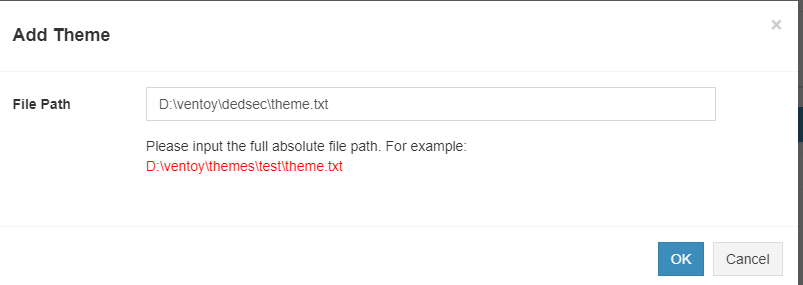 Add Theme
×
File Path
D:\ventoy\dedsec\theme.txt
Please input the full absolute file path. For example:
D:\ventoy\themes\test\theme.txt
OK
Cancel